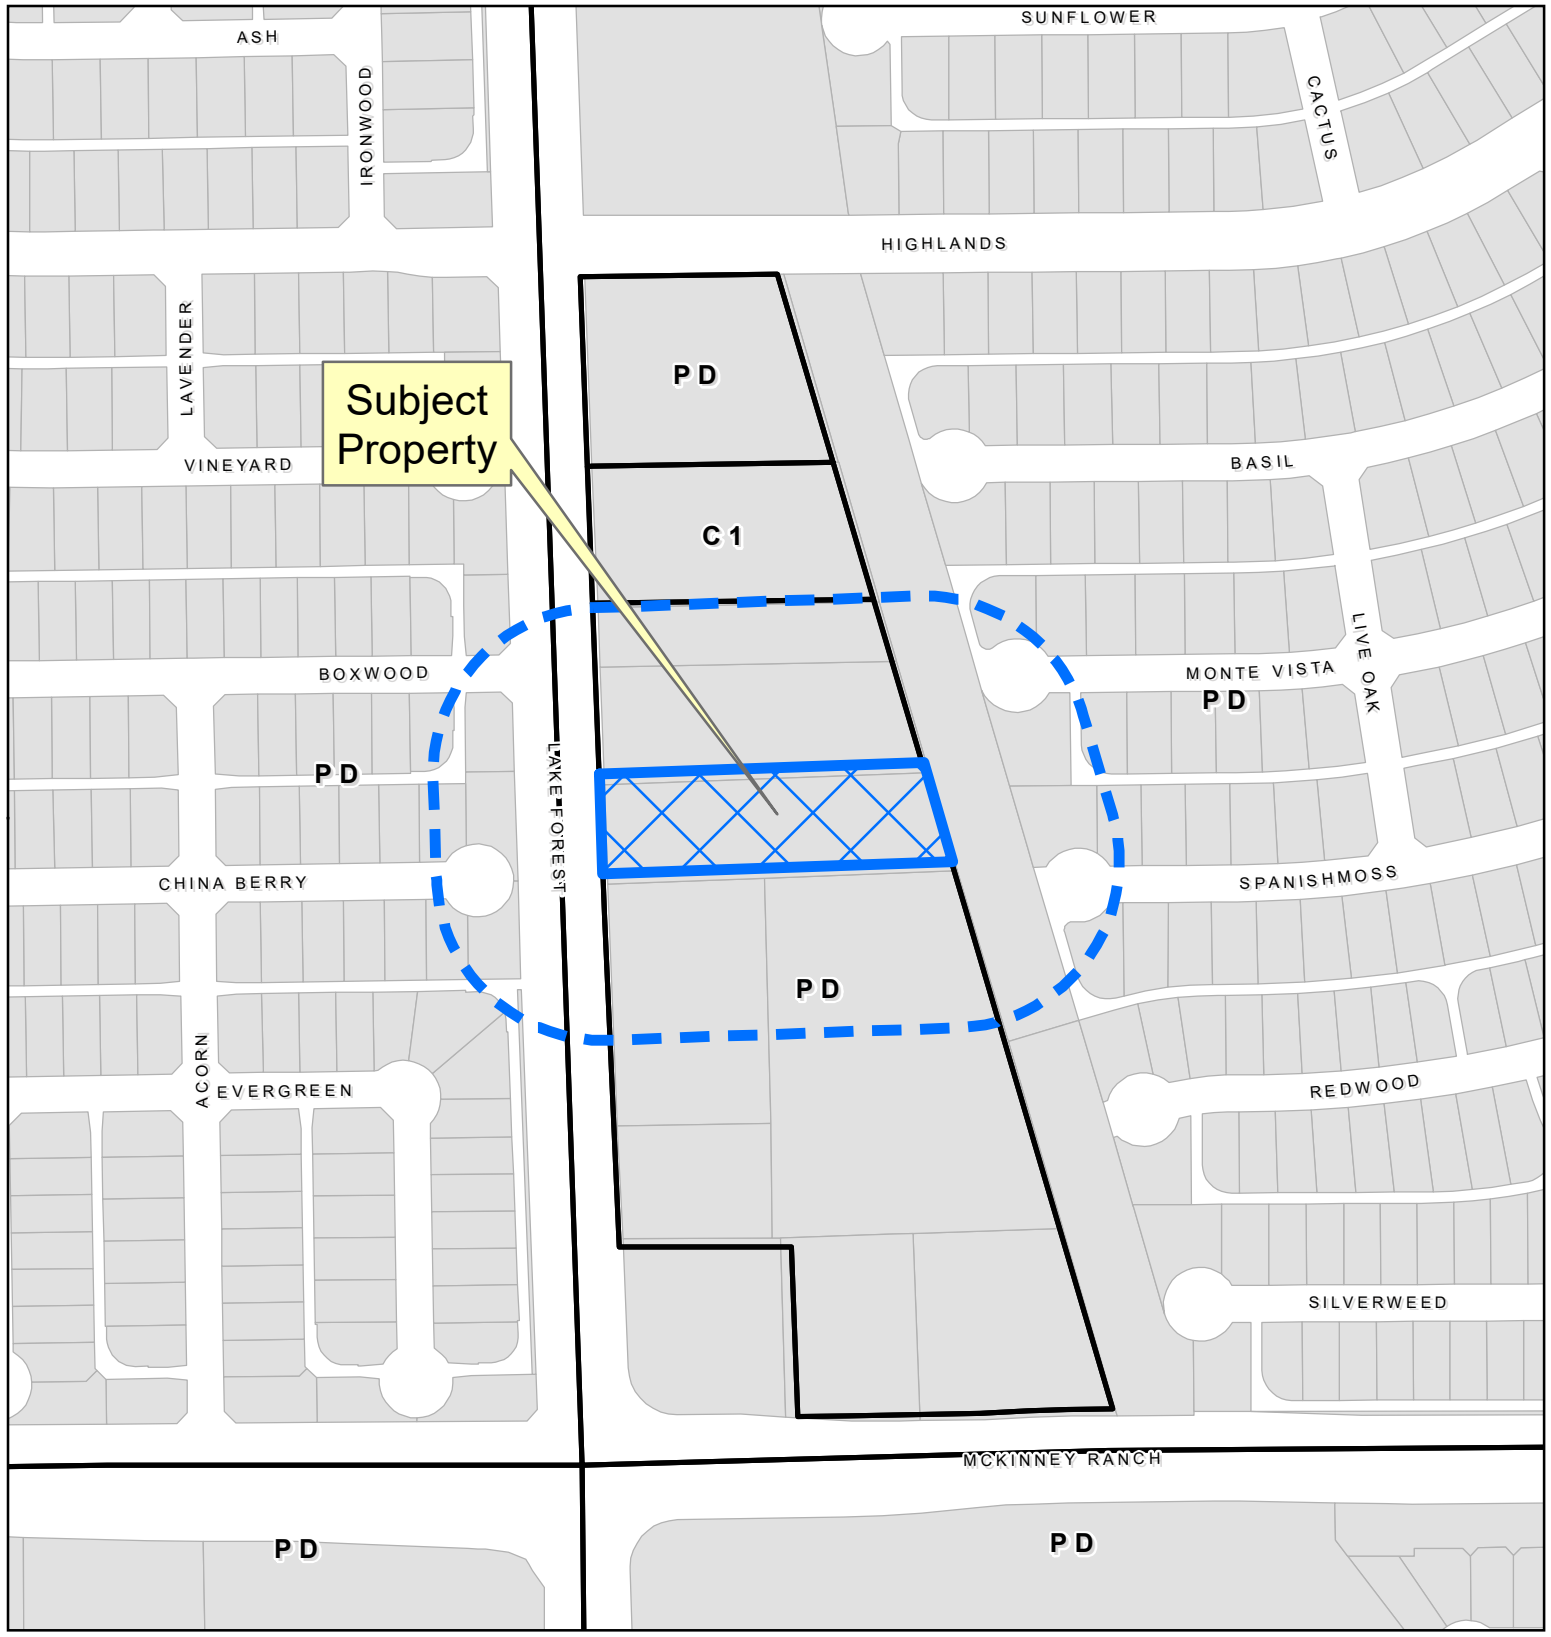 SUNFLOWER
ASH
IRONWOOD
CACTUS
HIGHLANDS
LAVENDER
PD
Subject
Property
VINEYARD
BASIL
C1
BOXWOOD
MONTE VISTA
LIVE OAK
PD
PD
LAKE FOREST
CHINA BERRY
SPANISHMOSS
PD
ACORN
EVERGREEN
REDWOOD
SILVERWEED
MCKINNEY RANCH
PD
PD